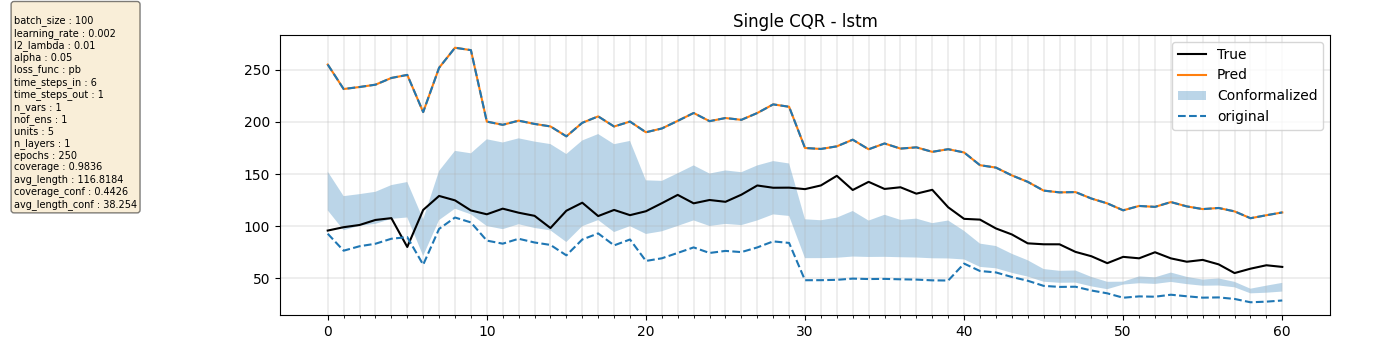 batch_size : 100
learning_rate : 0.002
l2_lambda : 0.01
alpha : 0.05
loss_func : pb
time_steps_in : 6
time_steps_out : 1
n_vars : 1
nof_ens : 1
units : 5
n_layers : 1
epochs : 250
coverage : 0.9836
avg_length : 116.8184
coverage_conf : 0.4426
avg_length_conf : 38.254
Single CQR - lstm
True
Pred
Conformalized
original
250
200
150
100
50
0 10 20 30 40 50 60